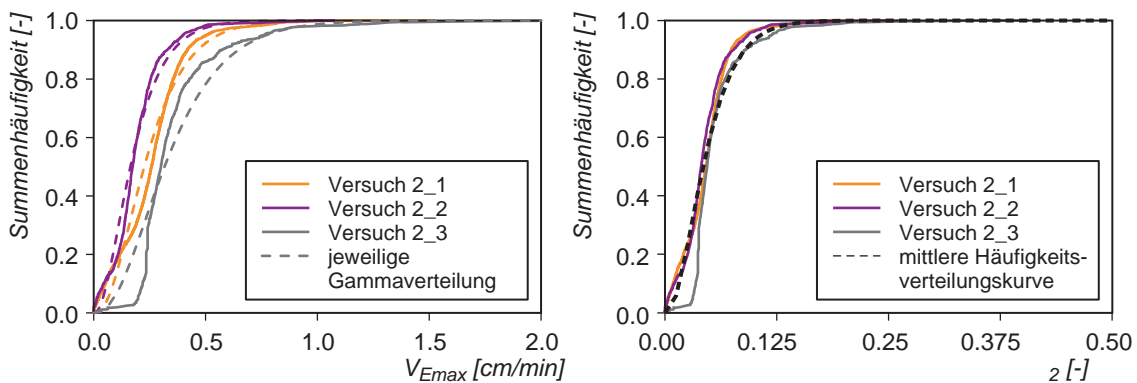 Summenhäufigkeit [-]
1.0
0.8
0.6
0.4
0.2
0.0
Versuch 2_1
Versuch 2_2
Versuch 2_3
jeweilige
Gammaverteilung
0.0 0.5 1.0 1.5 2.0
V_Emax [cm/min]
Summenhäufigkeit [-]
1.0
0.8
0.6
0.4
0.2
0.0
Versuch 2_1
Versuch 2_2
Versuch 2_3
mittlere Häufigkeits-
verteilungskurve
0.00 0.125 0.25 0.375 0.50
2 [-]